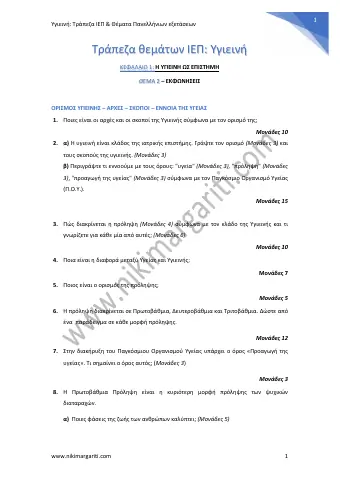 Υγιεινή: Τράπεζα ΙΕΠ & Θέματα Πανελληνίων εξετάσεων
1
Τράπεζα θεμάτων ΙΕΠ: Υγιεινή
ΚΕΦΑΛΑΙΟ 1: Η ΥΓΙΕΙΝΗ ΩΣ ΕΠΙΣΤΗΜΗ
ΘΕΜΑ 2 – ΕΚΦΩΝΗΣΕΙΣ
ΟΡΙΣΜΟΣ ΥΓΙΕΙΝΗΣ – ΑΡΧΕΣ – ΣΚΟΠΟΙ – ΕΝΝΟΙΑ ΤΗΣ ΥΓΕΙΑΣ
1. Ποιες είναι οι αρχές και οι σκοποί της Υγιεινής σύμφωνα με τον ορισμό της;
Μονάδες 10
2. α) Η υγιεινή είναι κλάδος της ιατρικής επιστήμης. Γράψτε τον ορισμό (Μονάδες 3) και
τους σκοπούς της υγιεινής. (Μονάδες 3)
β) Περιγράψτε τι εννοούμε με τους όρους: "υγεία" (Μονάδες 3), "πρόληψη" (Μονάδες
3), "προαγωγή της υγείας" (Μονάδες 3) σύμφωνα με τον Παγκόσμιο Οργανισμό Υγείας
(Π.Ο.Υ.).
Μονάδες 15
3. Πώς διακρίνεται η πρόληψη (Μονάδες 4) σύμφωνα με τον κλάδο της Υγιεινής και τι
γνωρίζετε για κάθε μία από αυτές; (Μονάδες 6)
Μονάδες 10
4. Ποια είναι η διαφορά μεταξύ Υγείας και Υγιεινής;
Μονάδες 7
5. Ποιος είναι ο ορισμός της πρόληψης;
Μονάδες 5
6. Η πρόληψη διακρίνεται σε Πρωτοβάθμια, Δευτεροβάθμια και Τριτοβάθμια. Δώστε από
ένα παράδειγμα σε κάθε μορφή πρόληψης.
Μονάδες 12
7. Στην διακήρυξη του Παγκόσμιου Οργανισμού Υγείας υπάρχει ο όρος «Προαγωγή της
υγείας». Τι σημαίνει ο όρος αυτός; (Μονάδες 3)
Μονάδες 3
8. Η Πρωτοβάθμια Πρόληψη είναι η κυριότερη μορφή πρόληψης των ψυχικών
διαταραχών.
α) Ποιες φάσεις της ζωής των ανθρώπων καλύπτει; (Μονάδες 5)
www.nikimargariti.com
www.nikimargariti.com 1